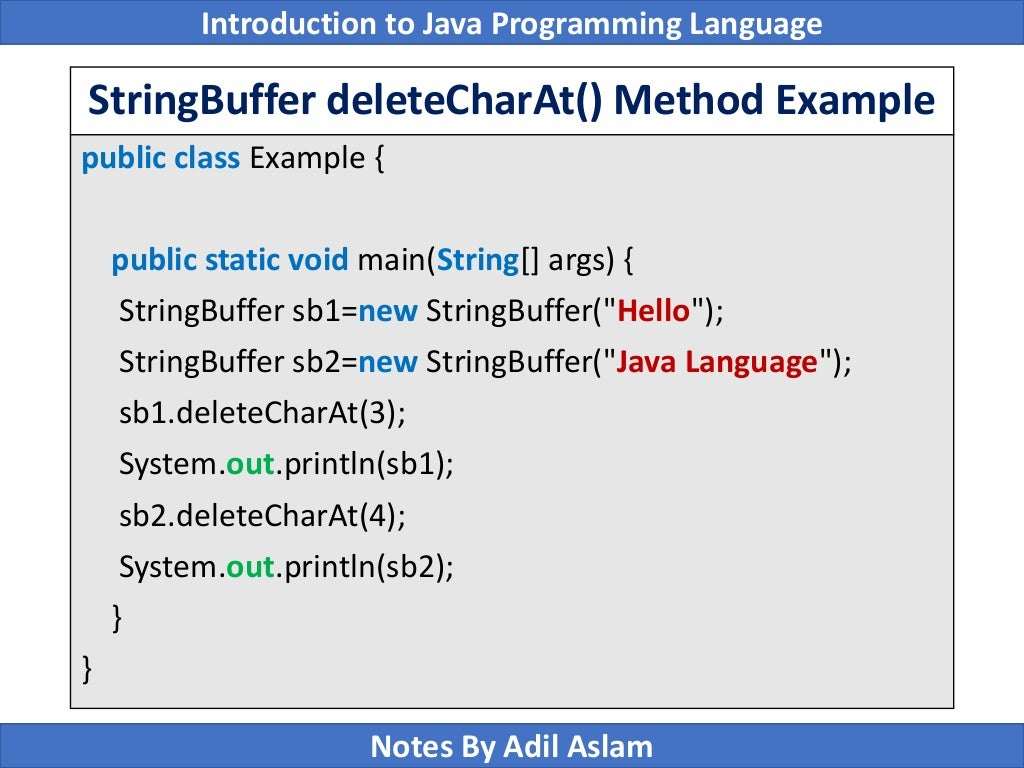 Introduction to Java Programming Language
StringBuffer deleteCharAt() Method Example
public class Example {
public static void main(String[] args) {
StringBuffer sb1=new StringBuffer("Hello");
StringBuffer sb2=new StringBuffer("Java Language");
sb1.deleteCharAt(3);
System.out.println(sb1);
sb2.deleteCharAt(4);
System.out.println(sb2);
}
}
Notes By Adil Aslam